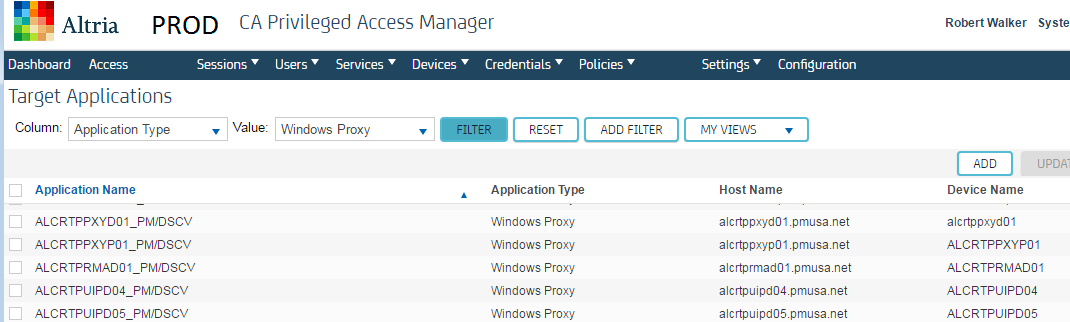 Altria PROD CA Privileged Access Manager Robert Walker Syste
Dashboard Access Sessions Users Services Devices Credentials Policies Settings Configuration
Target Applications
Column: Application Type Value: Windows Proxy FILTER RESET ADD FILTER MY VIEWS
ADD UPDAT
Application Name Application Type Host Name Device Name
ALCRTPPXYD01_PM/DSCV Windows Proxy alcrtppxyd01.pmusa.net alcrtppxyd01
ALCRTPPXYP01_PM/DSCV Windows Proxy alcrtppxyp01.pmusa.net ALCRTPPXYP01
ALCRTPRMAD01_PM/DSCV Windows Proxy alcrtprmad01.pmusa.net ALCRTPRMAD01
ALCRTPUIPD04_PM/DSCV Windows Proxy alcrtpuipd04.pmusa.net ALCRTPUIPD04
ALCRTPUIPD05_PM/DSCV Windows Proxy alcrtpuipd05.pmusa.net ALCRTPUIPD05